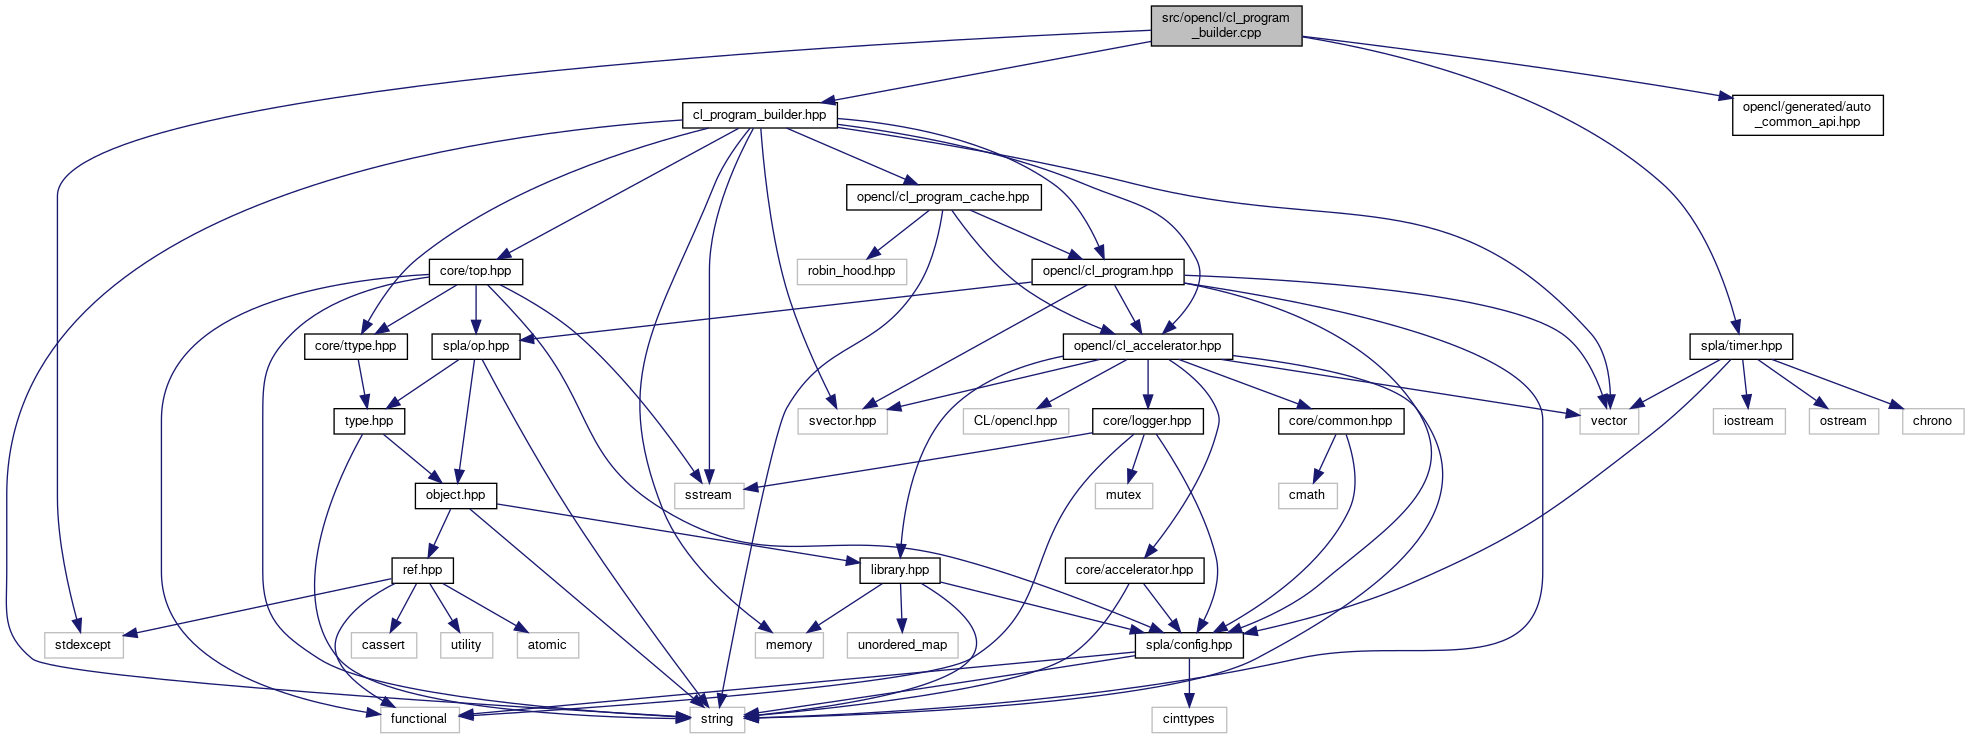 src/opencl/cl_program
_builder.cpp
cl_program_builder.hpp
opencl/generated/auto
_common_api.hpp
opencl/cl_program_cache.hpp
core/top.hpp
robin_hood.hpp
opencl/cl_program.hpp
core/ttype.hpp
spla/op.hpp
opencl/cl_accelerator.hpp
spla/timer.hpp
type.hpp
svector.hpp
CL/opencl.hpp
core/logger.hpp
core/common.hpp
vector
iostream
ostream
chrono
object.hpp
sstream
mutex
cmath
ref.hpp
library.hpp
core/accelerator.hpp
stdexcept
cassert
utility
atomic
memory
unordered_map
spla/config.hpp
functional
string
cinttypes